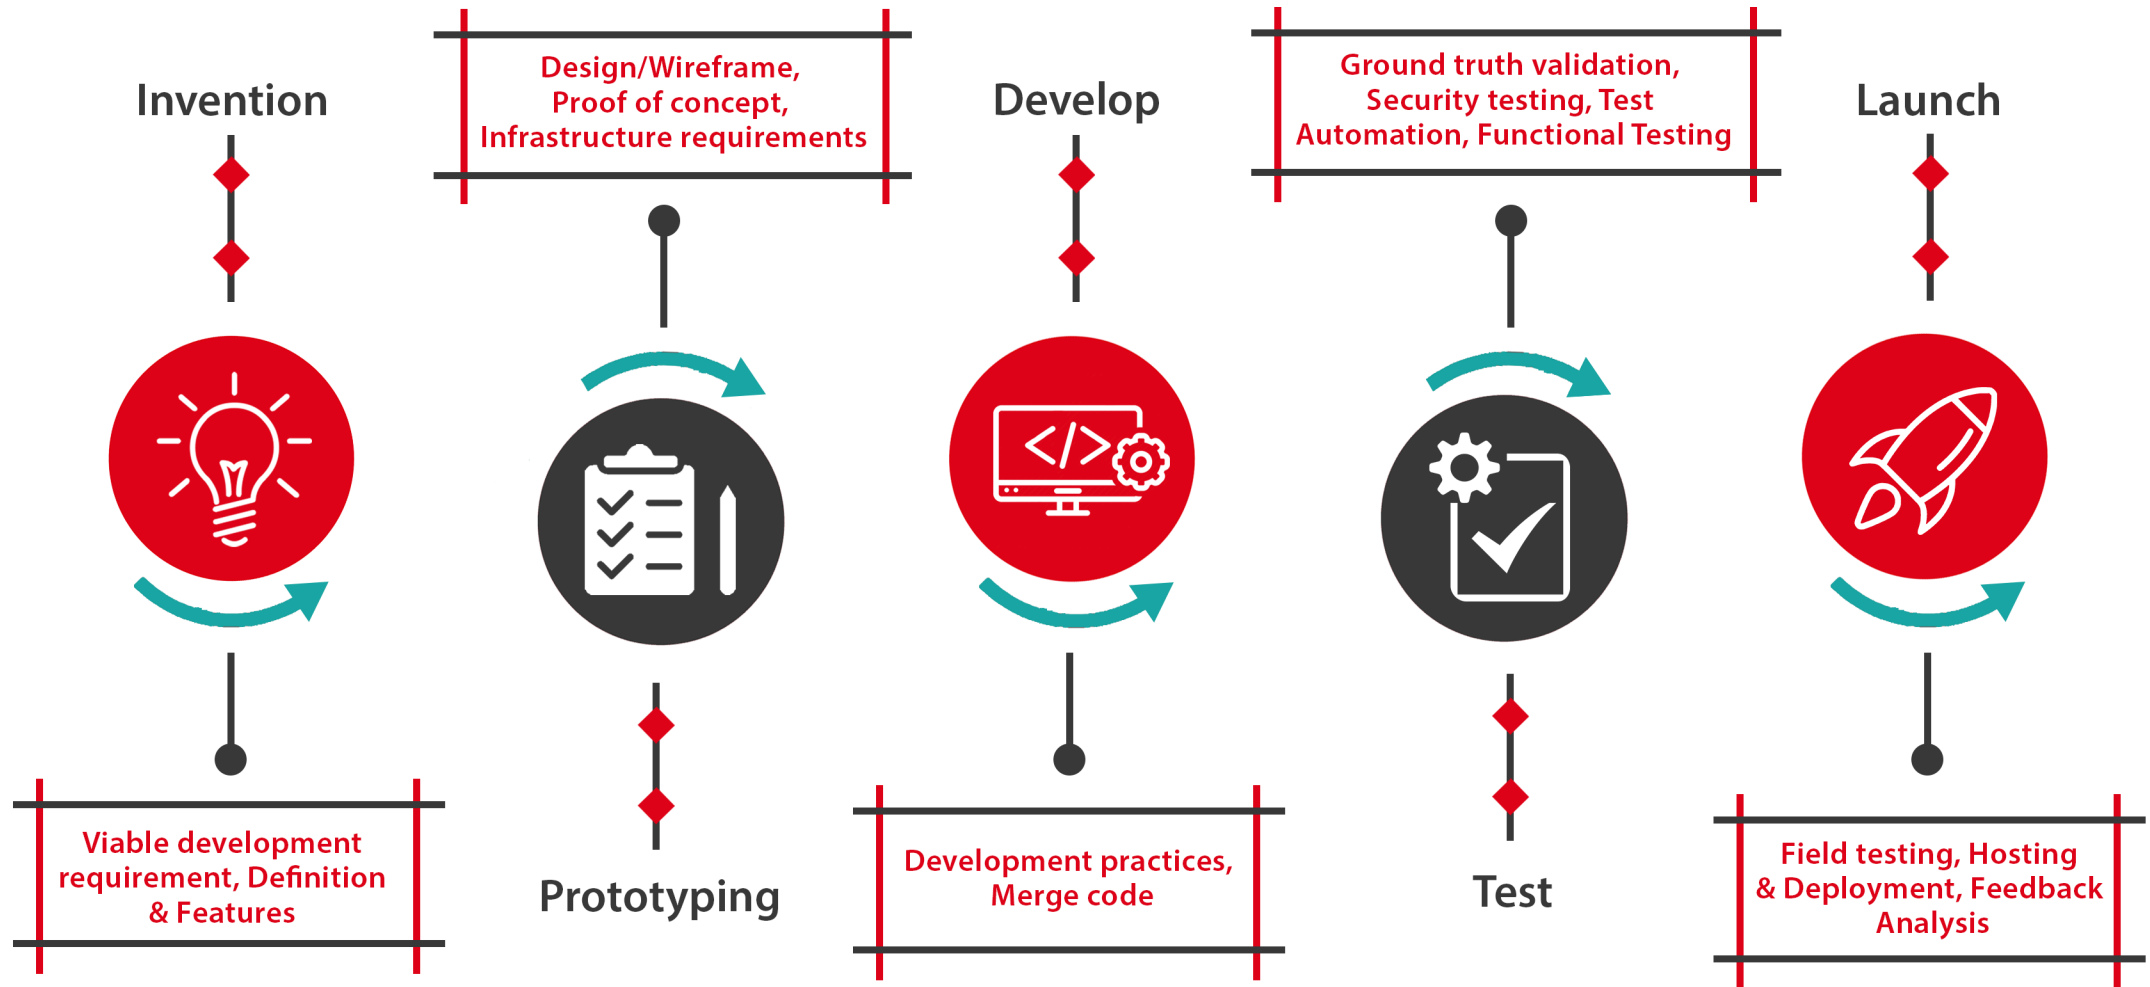 Invention
Viable development
requirement, Definition
& Features
Design/Wireframe,
Proof of concept,
Infrastructure requirements
Prototyping
Develop
Development practices,
Merge code
Ground truth validation,
Security testing, Test
Automation, Functional Testing
Test
Launch
Field testing, Hosting
& Deployment, Feedback
Analysis